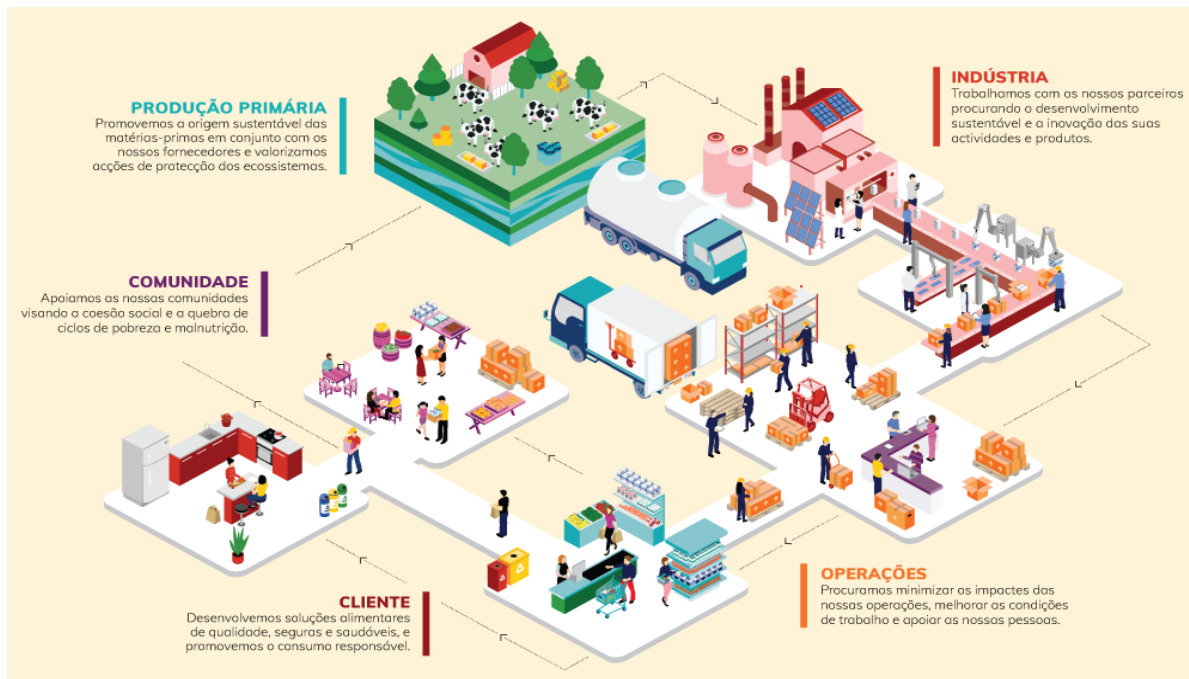 PRODUÇÃO PRIMÁRIA
Promovemos a origem sustentável das
matérias-primas em conjunto com os
nossos fornecedores e valorizamos
acções de protecção dos ecossistemas.
INDÚSTRIA
Trabalhamos com os nossos parceiros
procurando o desenvolvimento
sustentável e a inovação das suas
actividades e produtos.
COMUNIDADE
Apoiamos as nossas comunidades
visando a coesão social e a quebra de
ciclos de pobreza e malnutrição.
OPERAÇÕES
Procuramos minimizar os impactes das
nossas operações, melhorar as condições
de trabalho e apoiar as nossas pessoas.
CLIENTE
Desenvolvemos soluções alimentares
de qualidade, seguras e saudáveis, e
promovemos o consumo responsável.